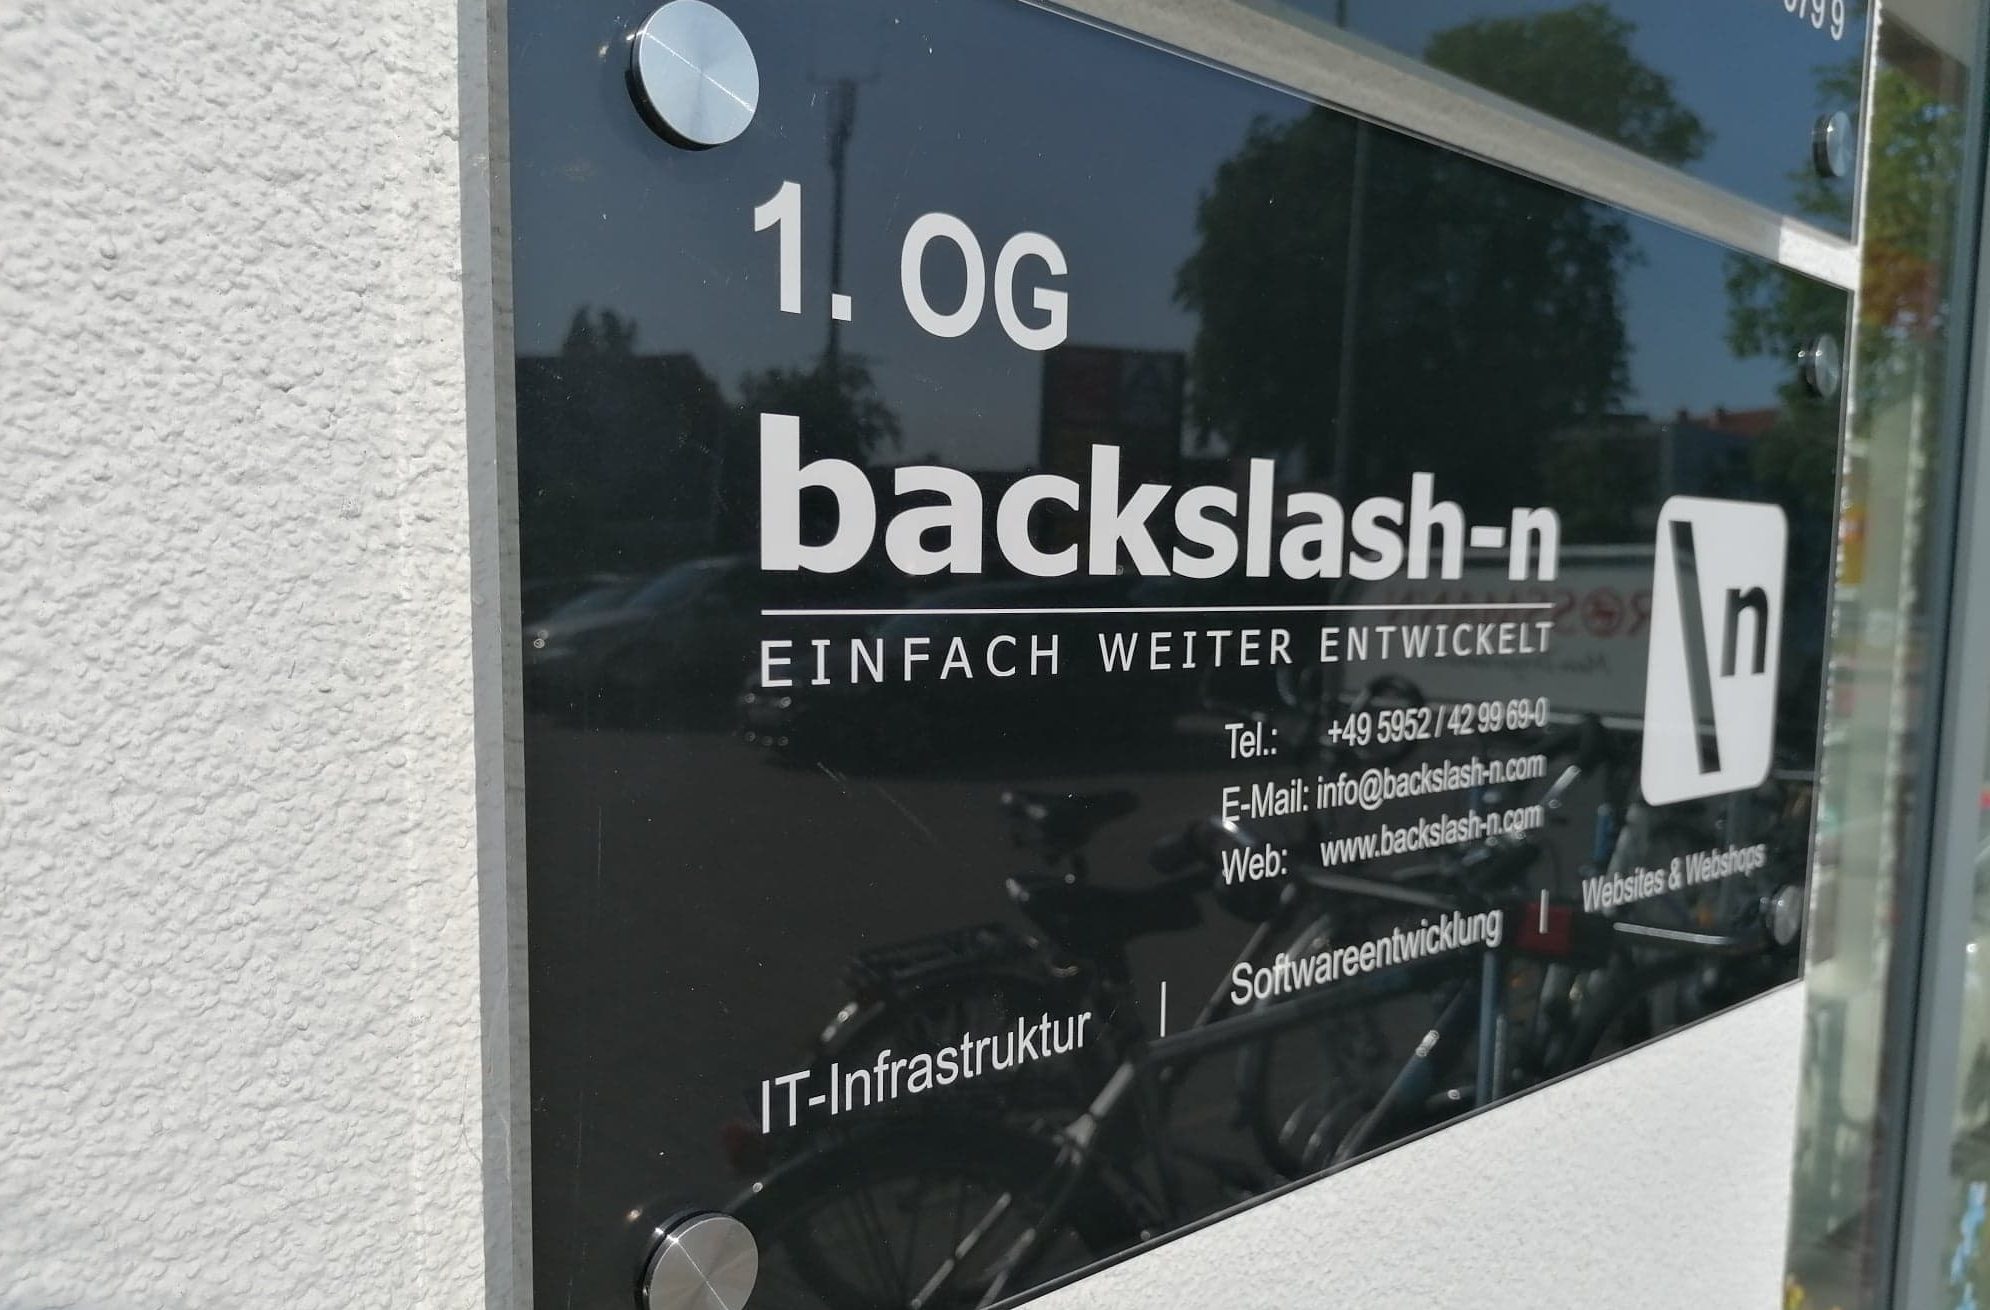 1. OG
backslash-n
\n
EINFACH WEITER ENTWICKELT
Tel.: +49 5952 / 42 99 69-0
E-Mail: info@backslash-n.com
Web: www.backslash-n.com
IT-Infrastruktur | Softwareentwicklung | Websites & Webshops